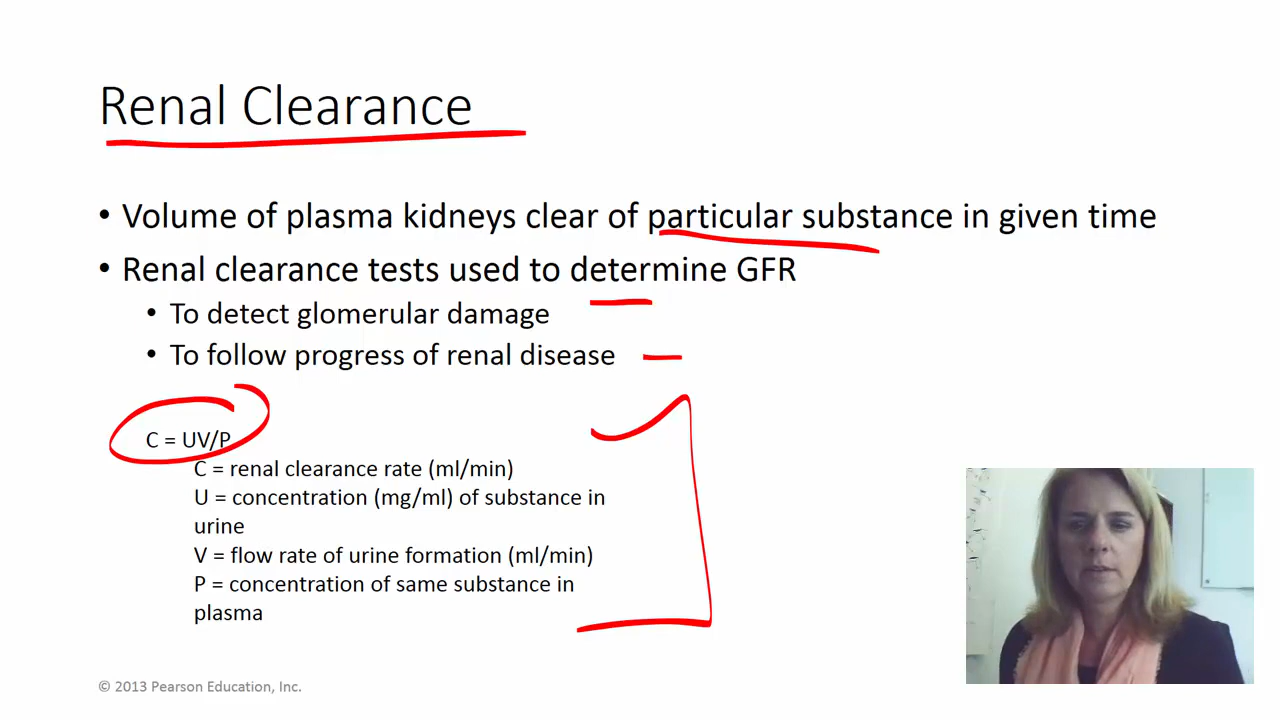 Renal Clearance
• Volume of plasma kidneys clear of particular substance in given time
• Renal clearance tests used to determine GFR
• To detect glomerular damage
• To follow progress of renal disease
C = UV/P
C = renal clearance rate (ml/min)
U = concentration (mg/ml) of substance in
urine
V = flow rate of urine formation (ml/min)
P = concentration of same substance in
plasma
© 2013 Pearson Education, Inc.